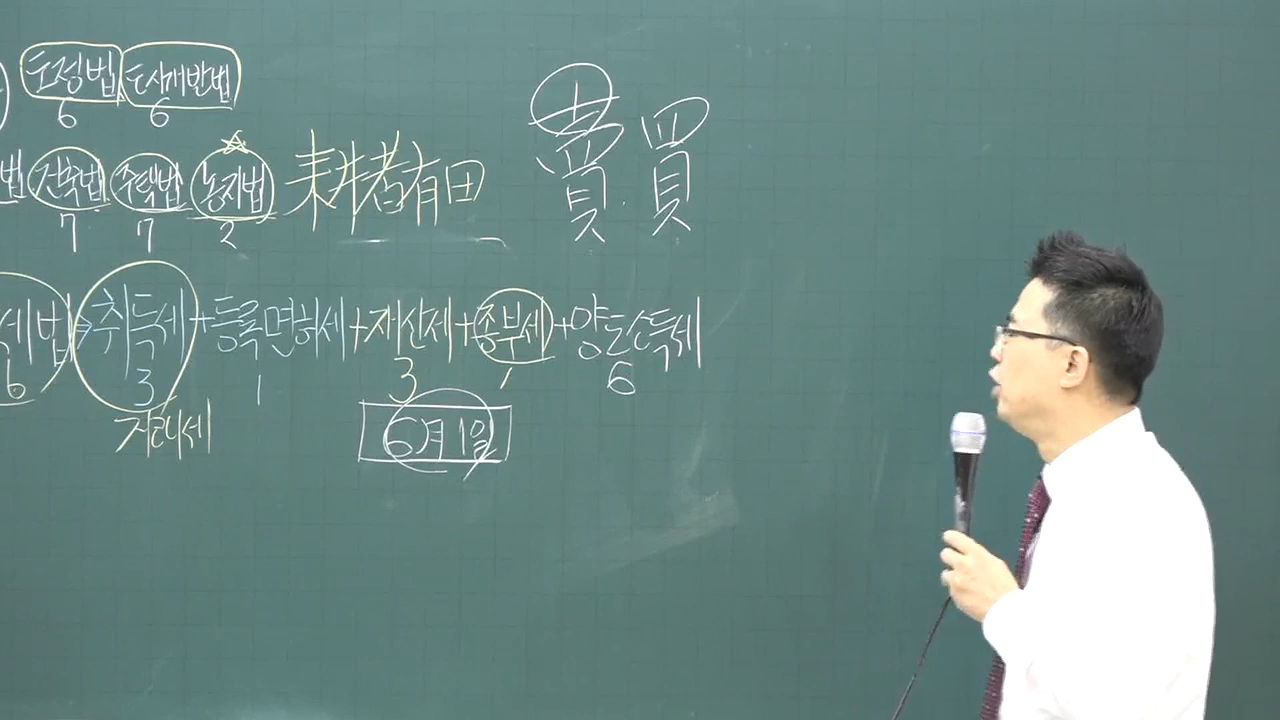 도정법 도시개발법 賣 買
6 6
법 건축법 주택법 농지법 耕者有田
7 7 2
세법 → 취득세 + 등록면허세 + 재산세 + 종부세 + 양도소득세
6 3 1 3 1 6
6月 1일